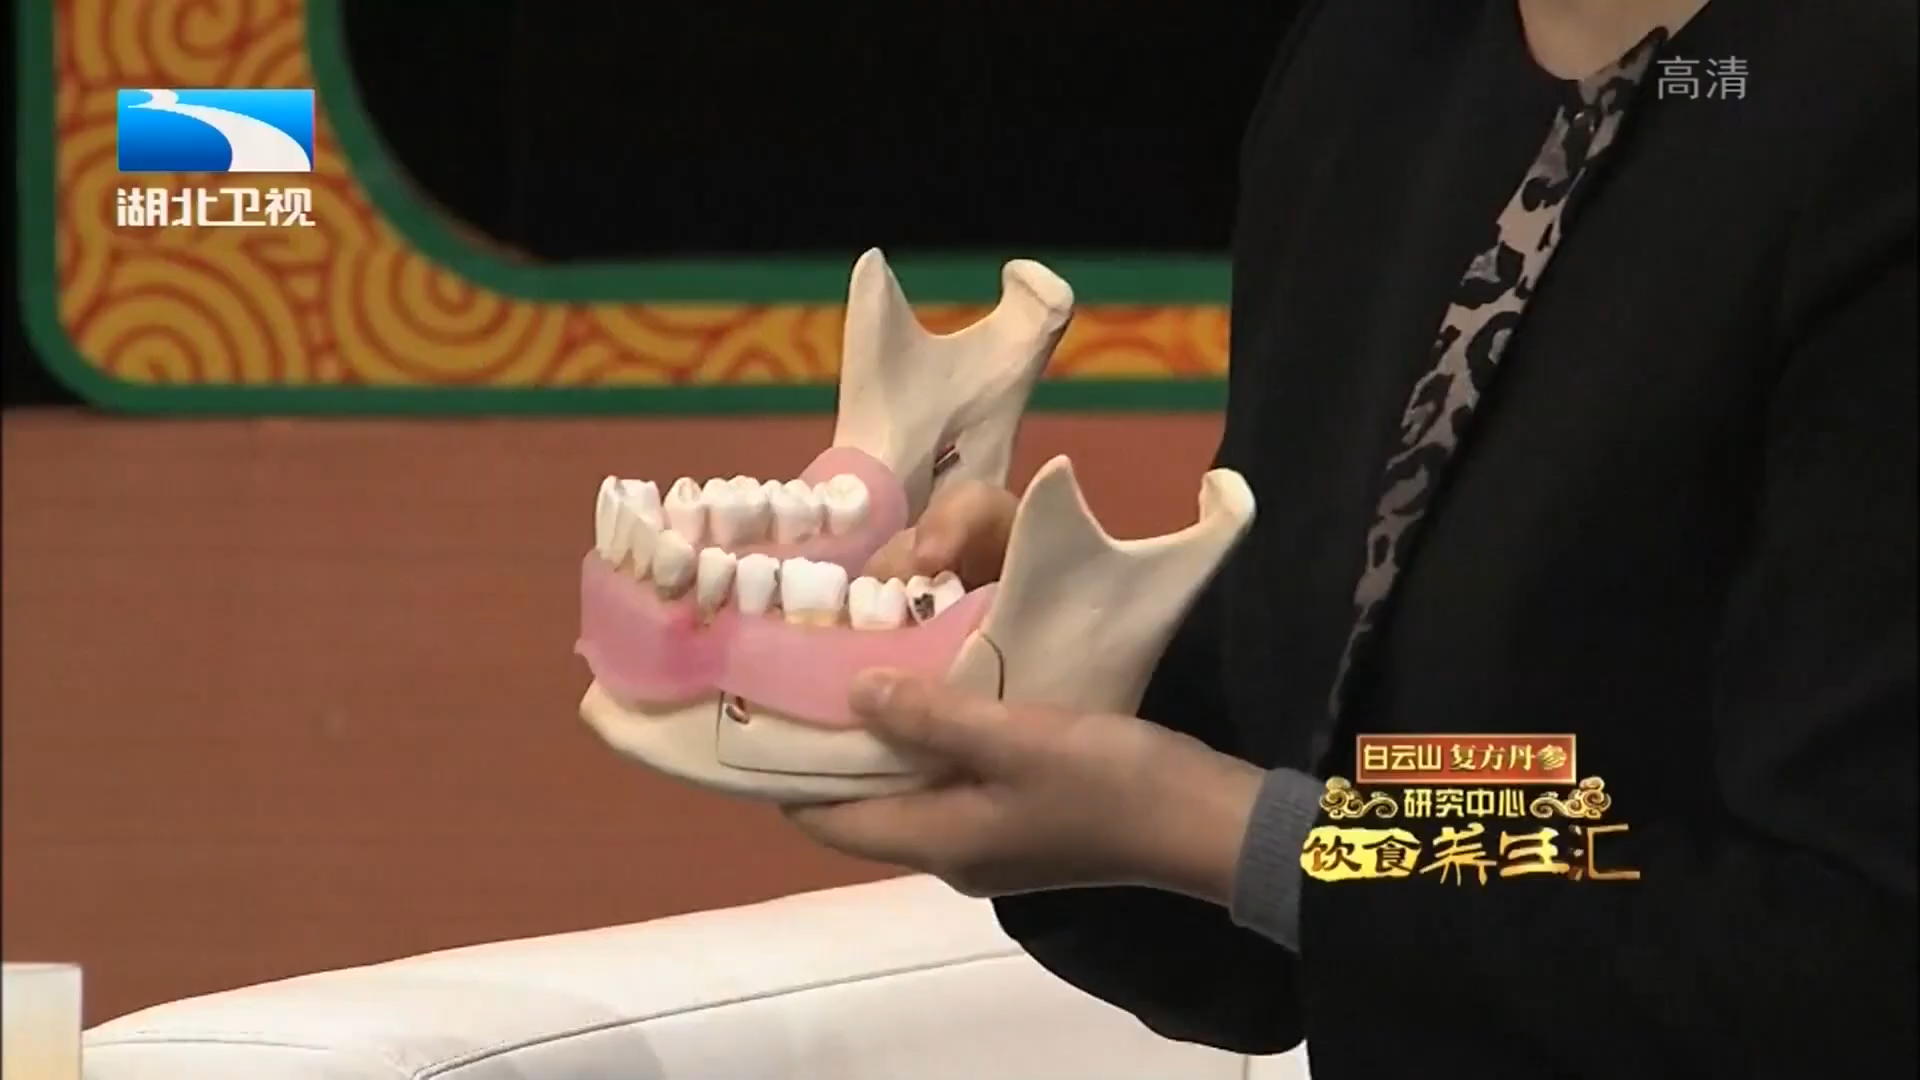 高清
湖北卫视
白云山 复方丹参
研究中心
饮食养生汇